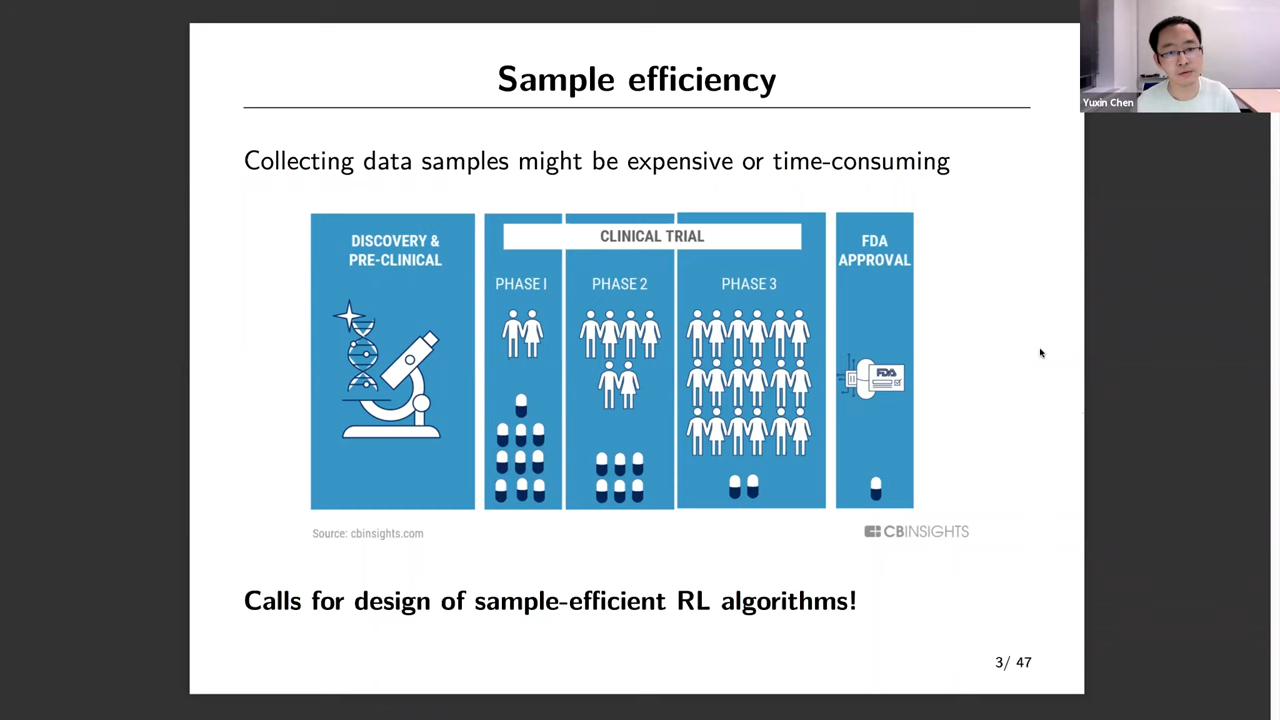 Sample efficiency
Yuxin Chen
Collecting data samples might be expensive or time-consuming
DISCOVERY &
PRE-CLINICAL
CLINICAL TRIAL
PHASE I
PHASE 2
PHASE 3
FDA
APPROVAL
FDA
Source: cbinsights.com
CBINSIGHTS
Calls for design of sample-efficient RL algorithms!
3/ 47